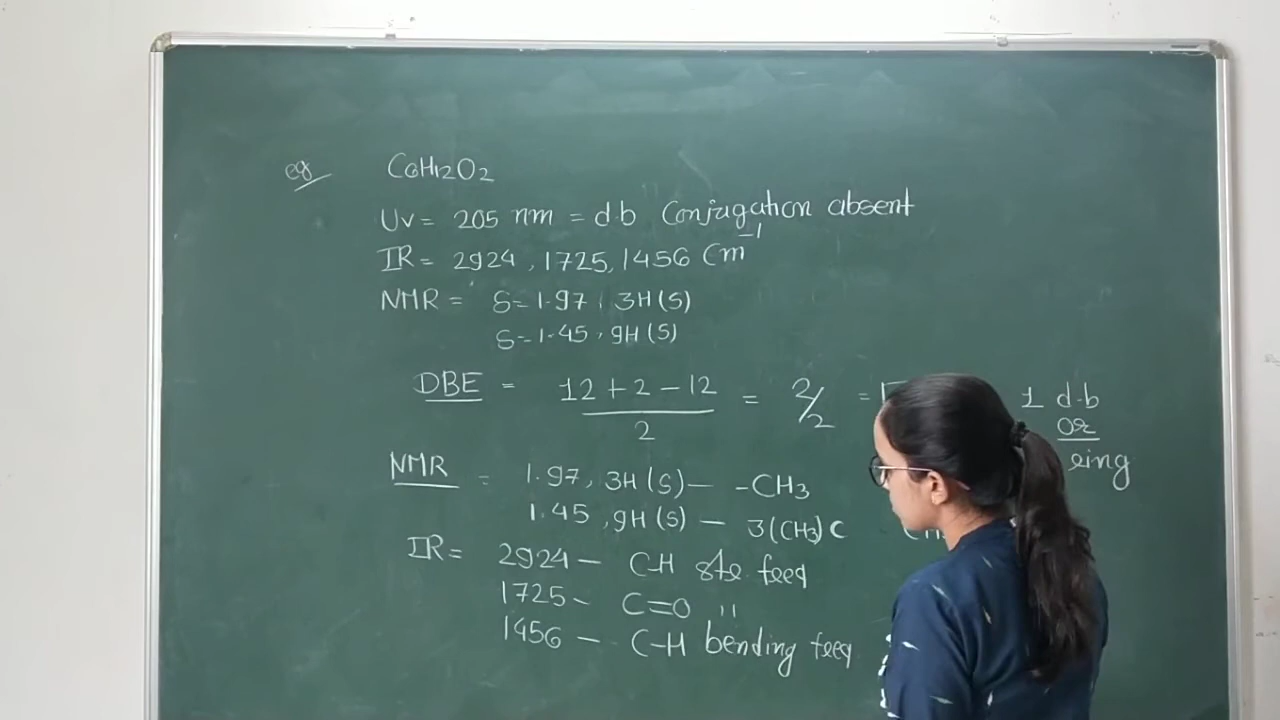 eg C6H12O2
UV = 205 nm = d.b Conjugation absent
IR = 2924, 1725, 1456 Cm⁻¹
NMR = δ=1.97, 3H(S)
δ=1.45, 9H(S)
DBE = 12+2-12/2 = 2/2 = 1 d.b
or
ring
NMR = 1.97, 3H(S) — -CH3
1.45, 9H(S) — 3(CH3)C
IR = 2924 — C-H str freq
1725 - C=O "
1456 — C-H bending freq